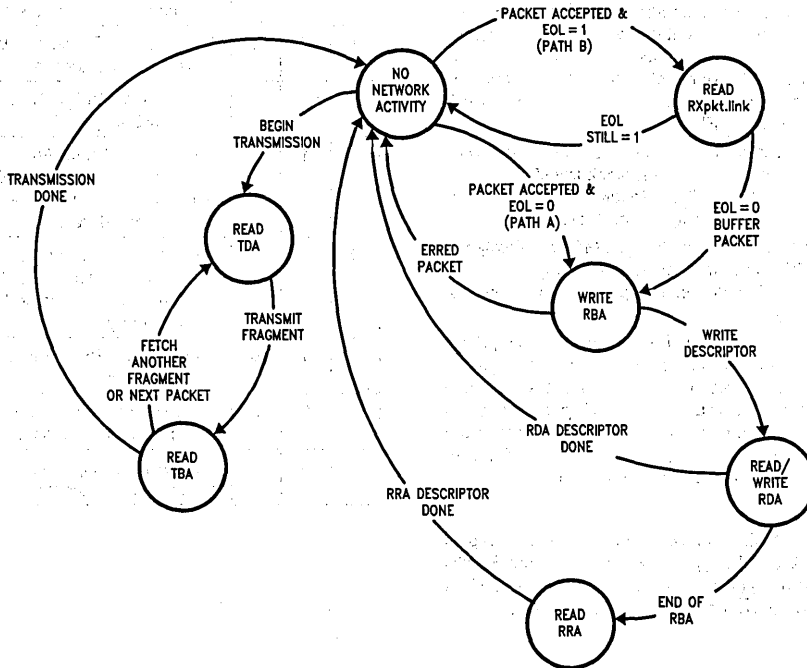 PACKET ACCEPTED &
EOL = 1
(PATH B)
NO
NETWORK
ACTIVITY
READ
RXpkt.link
EOL
STILL = 1
BEGIN
TRANSMISSION
TRANSMISSION
DONE
PACKET ACCEPTED &
EOL = 0
(PATH A)
EOL = 0
BUFFER
PACKET
READ
TDA
ERRED
PACKET
WRITE
RBA
TRANSMIT
FRAGMENT
WRITE
DESCRIPTOR
FETCH
ANOTHER
FRAGMENT
OR NEXT PACKET
RDA DESCRIPTOR
DONE
READ
TBA
READ/
WRITE
RDA
RRA DESCRIPTOR
DONE
END OF
RBA
READ
RRA